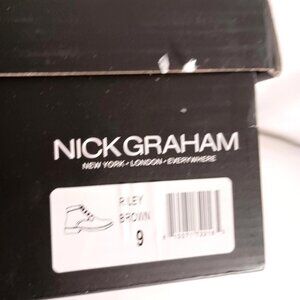 NICKGRAHAM
NEW YORK • LONDON • EVERYWHERE
RILEY
BROWN
9